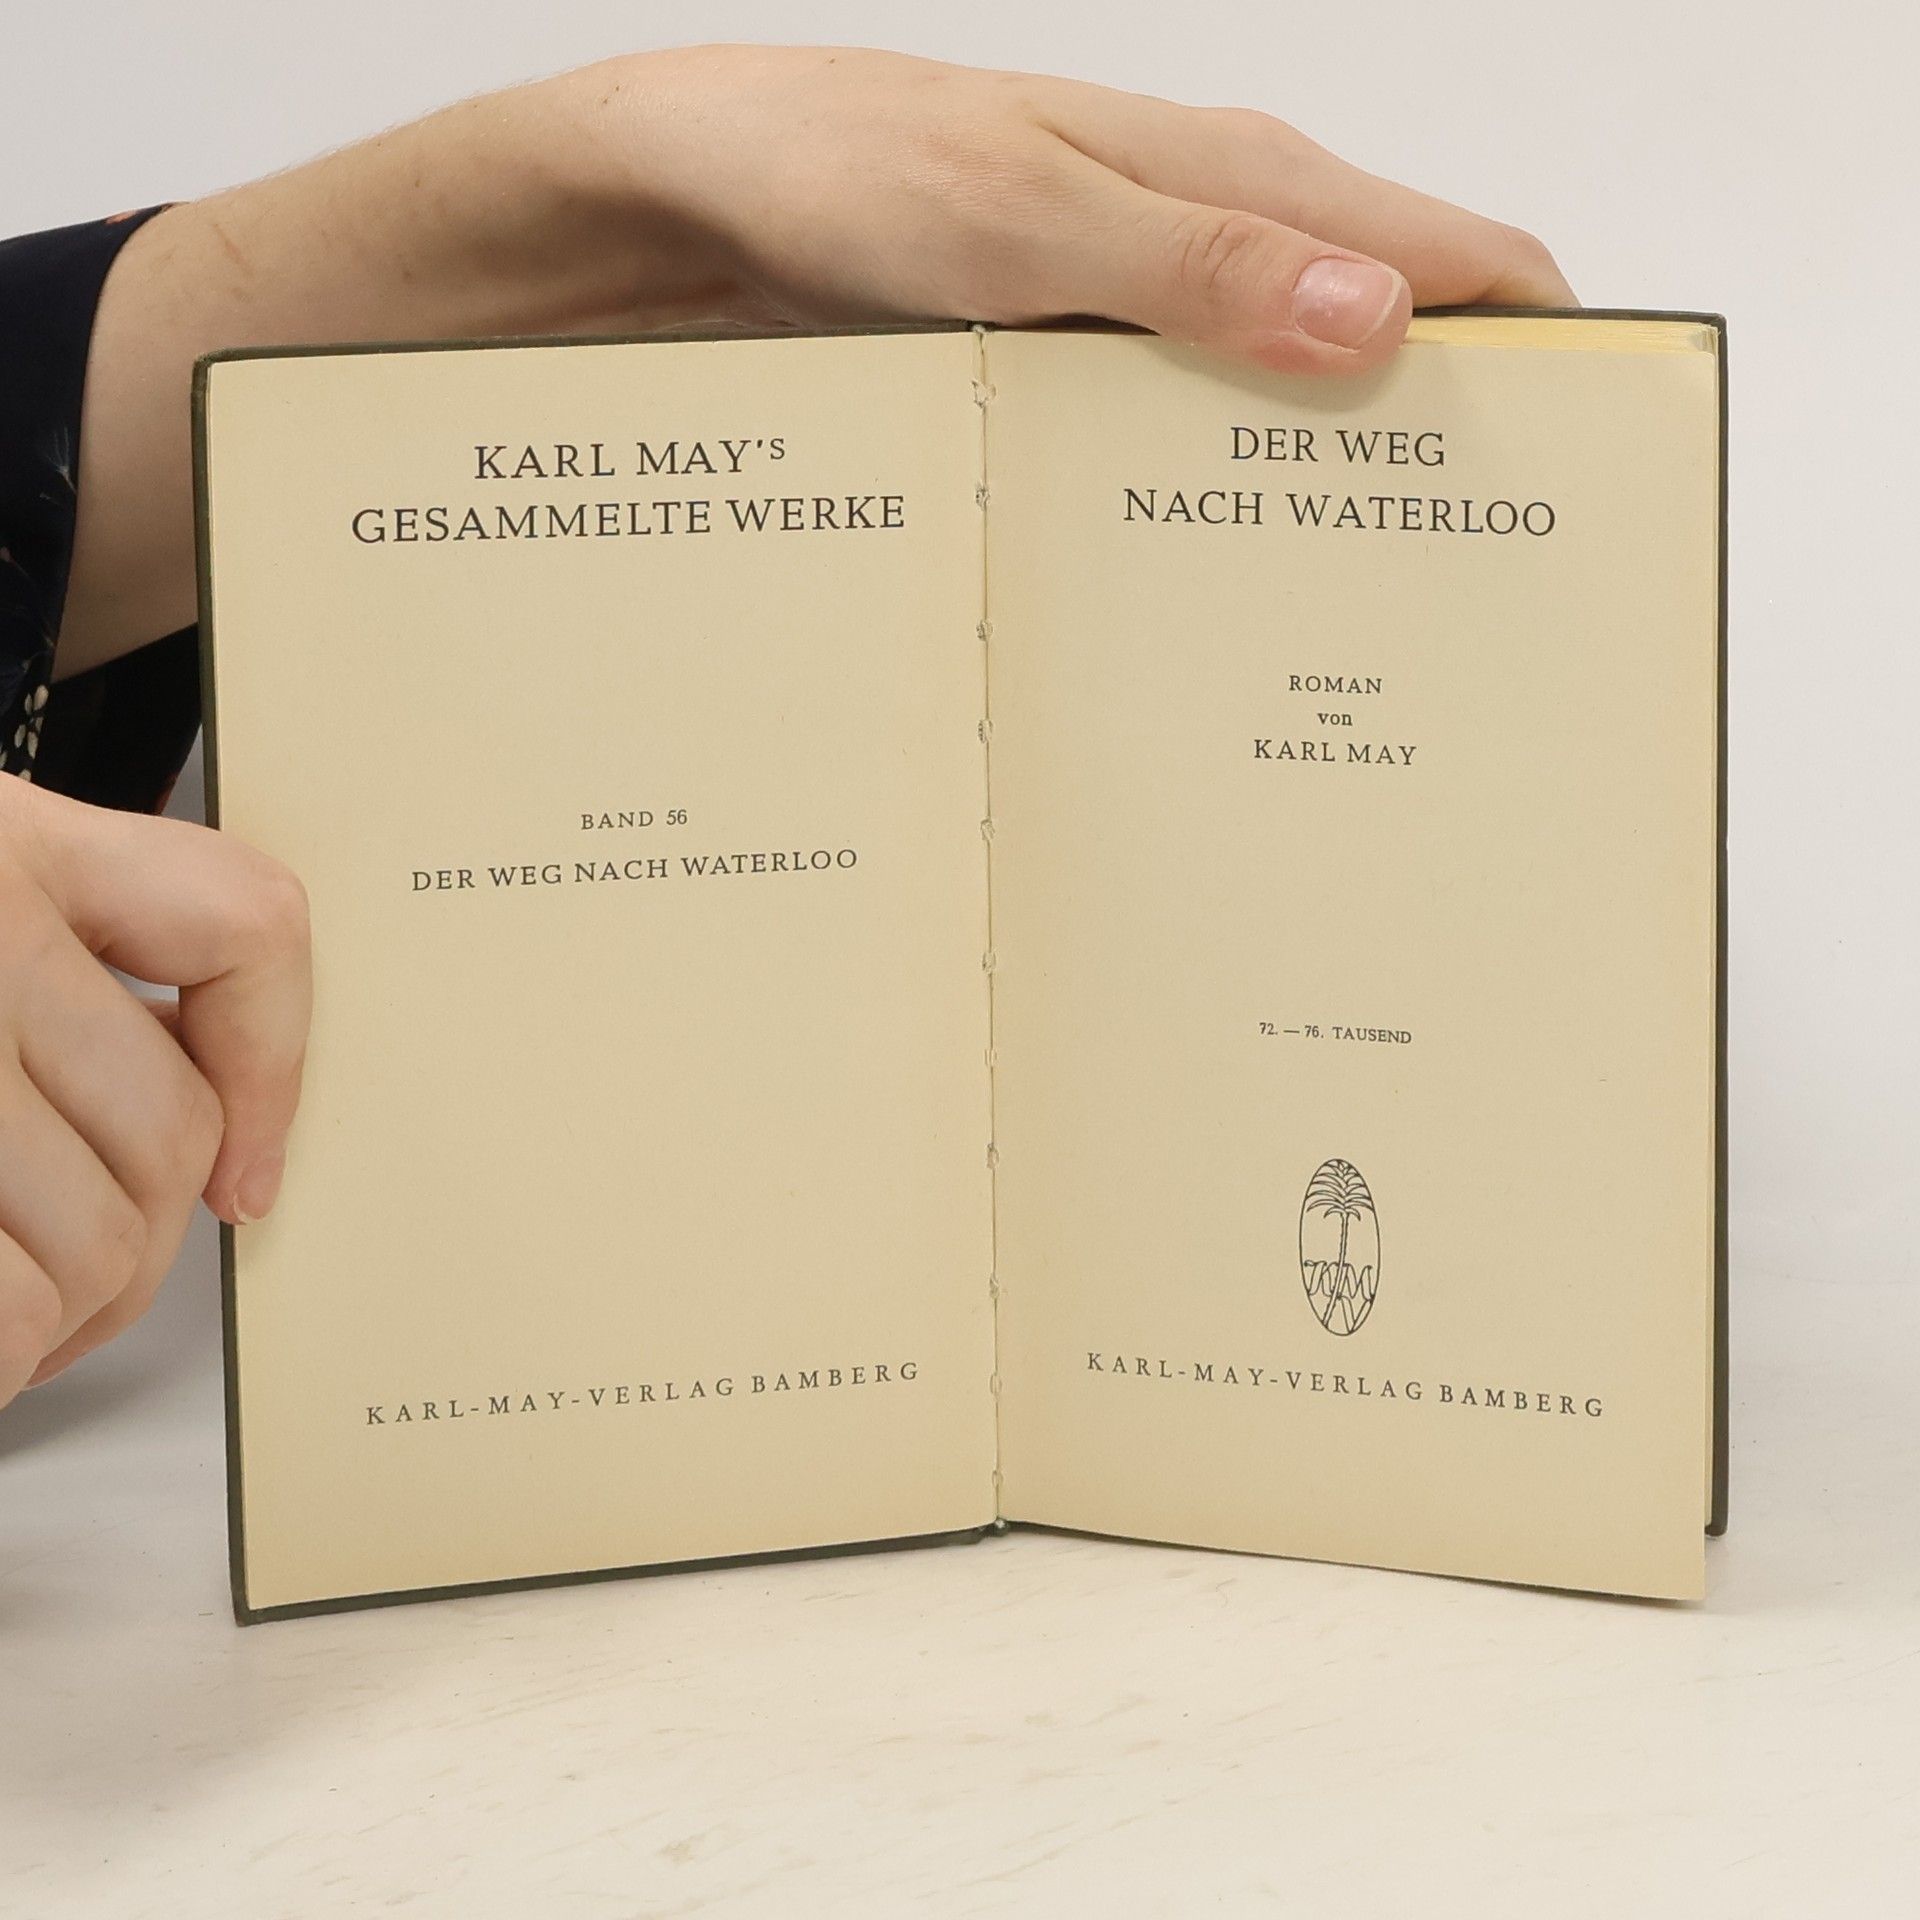 KARL MAY's
GESAMMELTE WERKE
BAND 56
DER WEG NACH WATERLOO
KARL-MAY-VERLAG BAMBERG
DER WEG
NACH WATERLOO
ROMAN
von
KARL MAY
72. — 76. TAUSEND
KMV
KARL-MAY-VERLAG BAMBERG